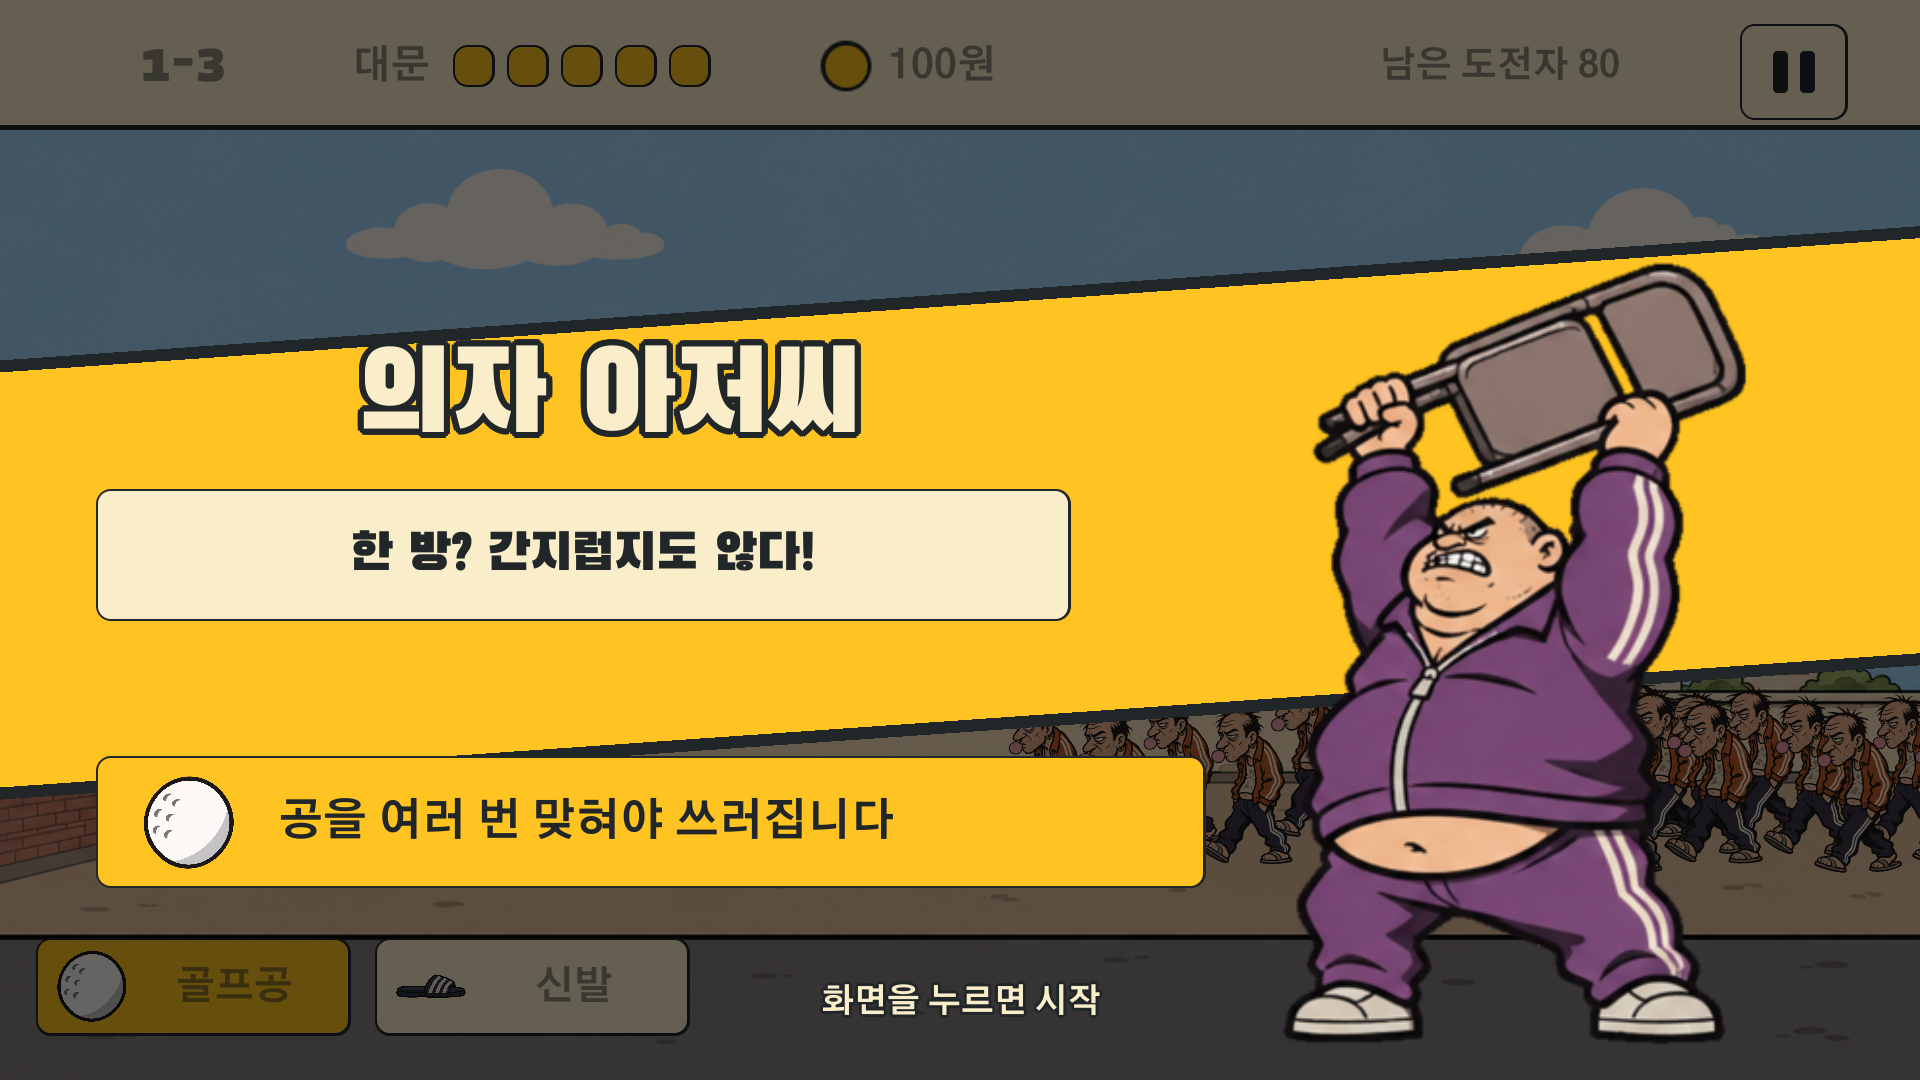 1-3
대문
100원
남은 도전자 80
의자 아저씨
한 방? 간지럽지도 않다!
공을 여러 번 맞혀야 쓰러집니다
골프공
신발
화면을 누르면 시작